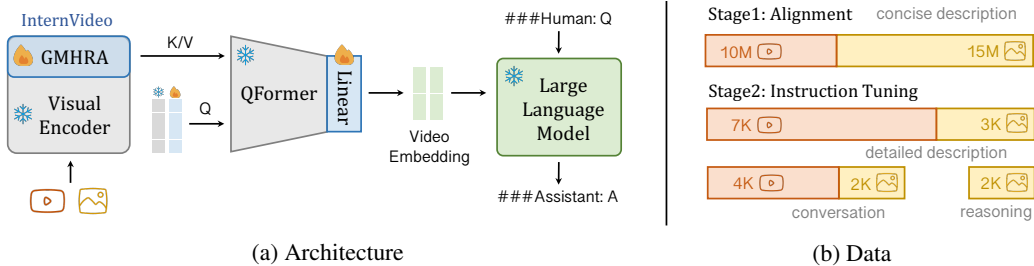 InternVideo
GMHRA
Visual
Encoder
K/V
Q
QFormer
Linear
Video
Embedding
###Human: Q
Large
Language
Model
###Assistant: A
(a) Architecture
Stage1: Alignment
concise description
10M
15M
Stage2: Instruction Tuning
7K
3K
detailed description
4K
2K
2K
conversation
reasoning
(b) Data